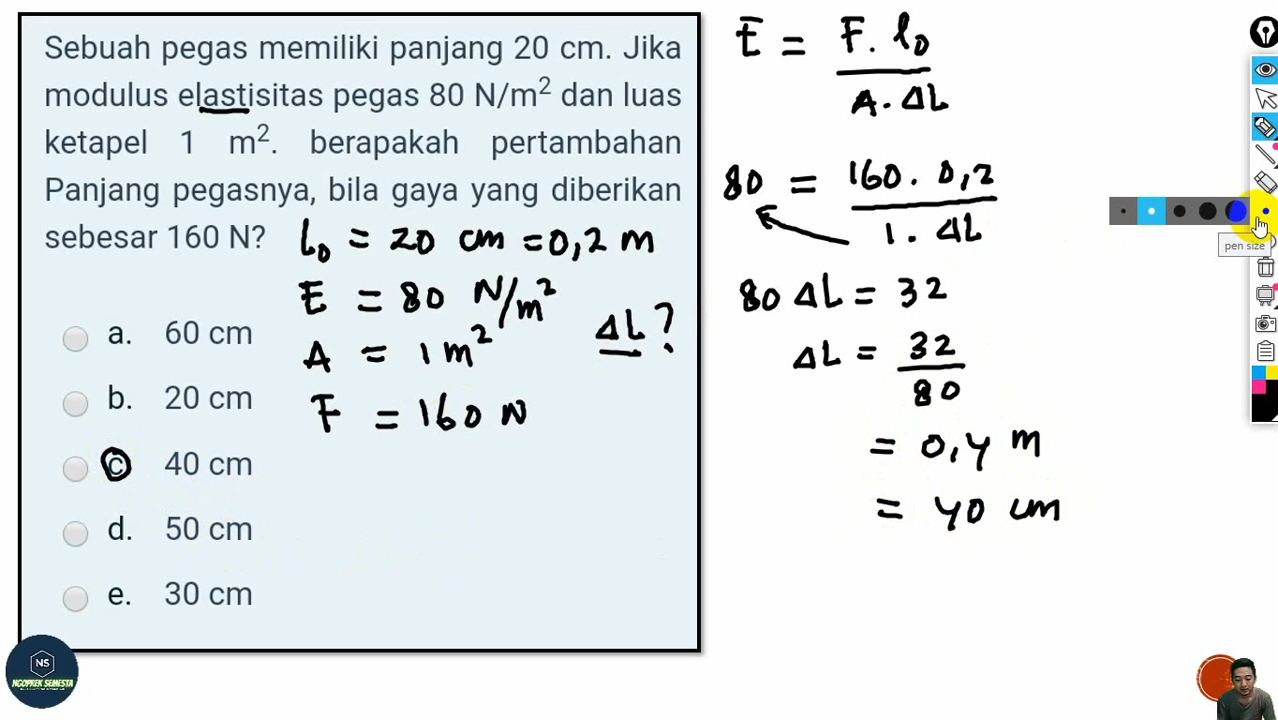 Sebuah pegas memiliki panjang 20 cm. Jika
modulus elastisitas pegas 80 N/m² dan luas
ketapel 1 m². berapakah pertambahan
Panjang pegasnya, bila gaya yang diberikan
sebesar 160 N?
l₀ = 20 cm = 0,2 m
E = 80 N/m²
A = 1 m²
F = 160 N
ΔL ?
a. 60 cm
b. 20 cm
c 40 cm
d. 50 cm
e. 30 cm
E = F. l₀
A. ΔL
80 = 160. 0,2
1. ΔL
80 ΔL = 32
ΔL = 32
80
= 0,4 m
= 40 cm
pen size
NS
NGOPREK SEMESTA